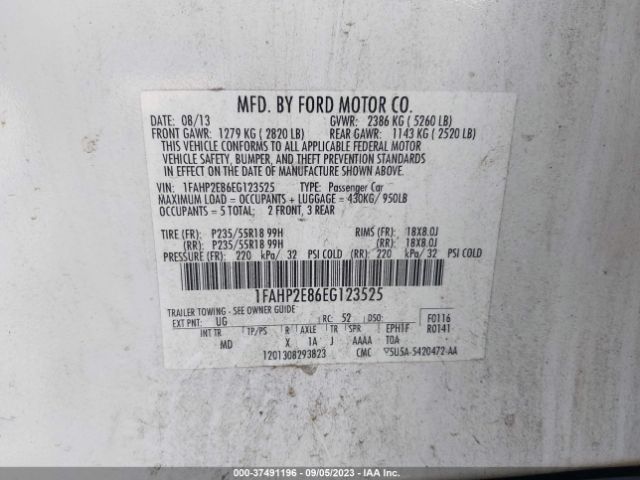 MFD. BY FORD MOTOR CO.
DATE: 08/13 GVWR: 2386 KG ( 5260 LB)
FRONT GAWR: 1279 KG ( 2820 LB) REAR GAWR: 1143 KG ( 2520 LB)
THIS VEHICLE CONFORMS TO ALL APPLICABLE FEDERAL MOTOR
VEHICLE SAFETY, BUMPER, AND THEFT PREVENTION STANDARDS
IN EFFECT ON THE DATE OF MANUFACTURE SHOWN ABOVE.
VIN: 1FAHP2E86EG123525 TYPE: Passenger Car
MAXIMUM LOAD = OCCUPANTS + LUGGAGE = 430KG/ 950LB
OCCUPANTS = 5 TOTAL: 2 FRONT, 3 REAR
TIRE (FR): P235/55R18 99H RIMS (FR): 18X8.0J
(RR): P235/55R18 99H (RR): 18X8.0J
PRESSURE (FR): 220 kPa/ 32 PSI COLD (RR): 220 kPa/ 32 PSI COLD
1FAHP2E86EG123525
TRAILER TOWING - SEE OWNER GUIDE
EXT PNT: UG RC: 52 DSO: F0116
INT TR TP/PS R AXLE TR SPR EPH1F R0141
MD X 1A J AAAA TOA
1201308293823 CMC 5U5A-5420472-AA
000-37491196 - 09/05/2023 - IAA Inc.